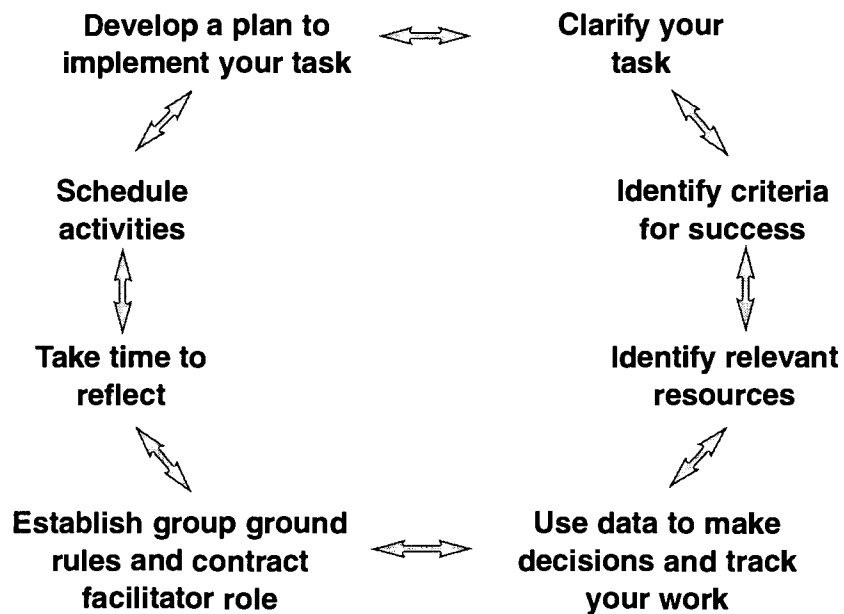 Develop a plan to
implement your task
Clarify your
task
Identify criteria
for success
Identify relevant
resources
Use data to make
decisions and track
your work
Establish group ground
rules and contract
facilitator role
Take time to
reflect
Schedule
activities